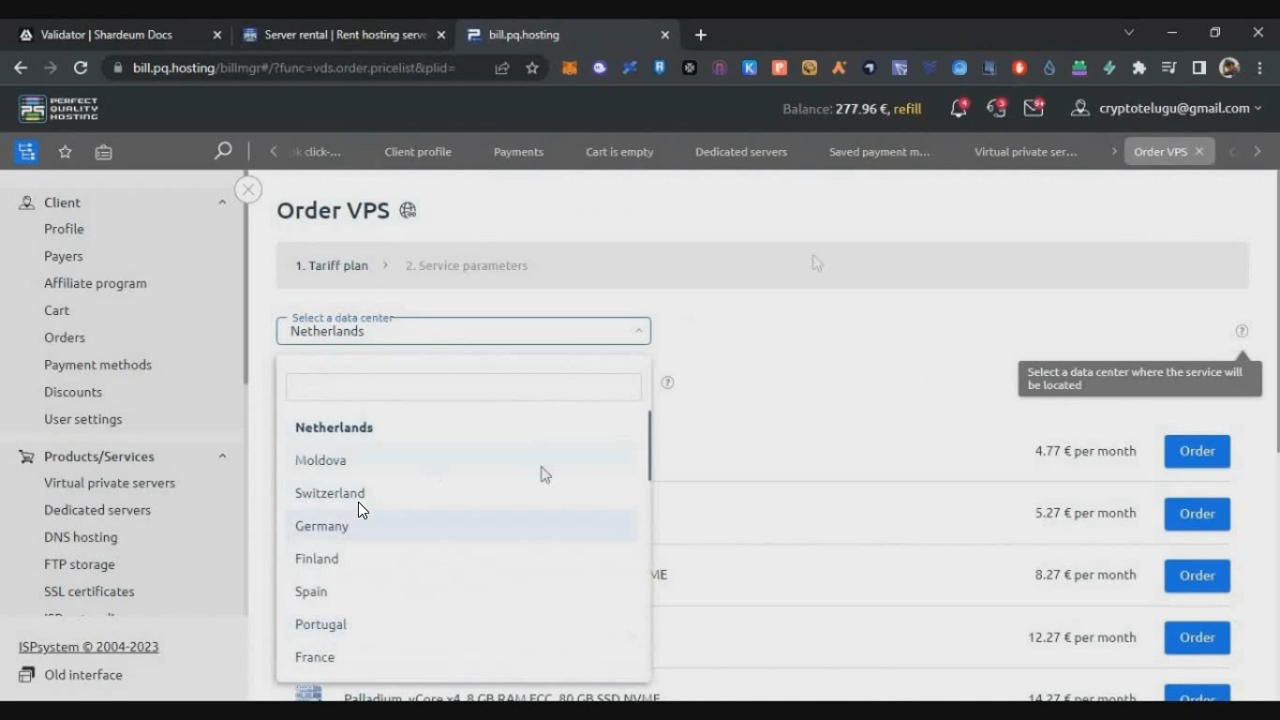 Validator | Shardeum Docs
Server rental | Rent hosting serve
bill.pq.hosting
bill.pq.hosting/billmgr#/?func=vds.order.pricelist&plid=
PERFECT
QUALITY
HOSTING
Balance: 277.96 €, refill
4
3
9+
cryptotelugu@gmail.com
click-...
Client profile
Payments
Cart is empty
Dedicated servers
Saved payment m...
Virtual private ser...
Order VPS
Client
Profile
Payers
Affiliate program
Cart
Orders
Payment methods
Discounts
User settings
Products/Services
Virtual private servers
Dedicated servers
DNS hosting
FTP storage
SSL certificates
ISPsystem © 2004-2023
Old interface
Order VPS
1. Tariff plan
2. Service parameters
Select a data center
Netherlands
Select a data center where the service will
be located
Netherlands
Moldova
Switzerland
Germany
Finland
Spain
Portugal
France
4.77 € per month
Order
5.27 € per month
Order
ME
8.27 € per month
Order
12.27 € per month
Order
Palladium, vCore x4, 8 GB RAM ECC, 80 GB SSD NVME
14.27 € per month
Order